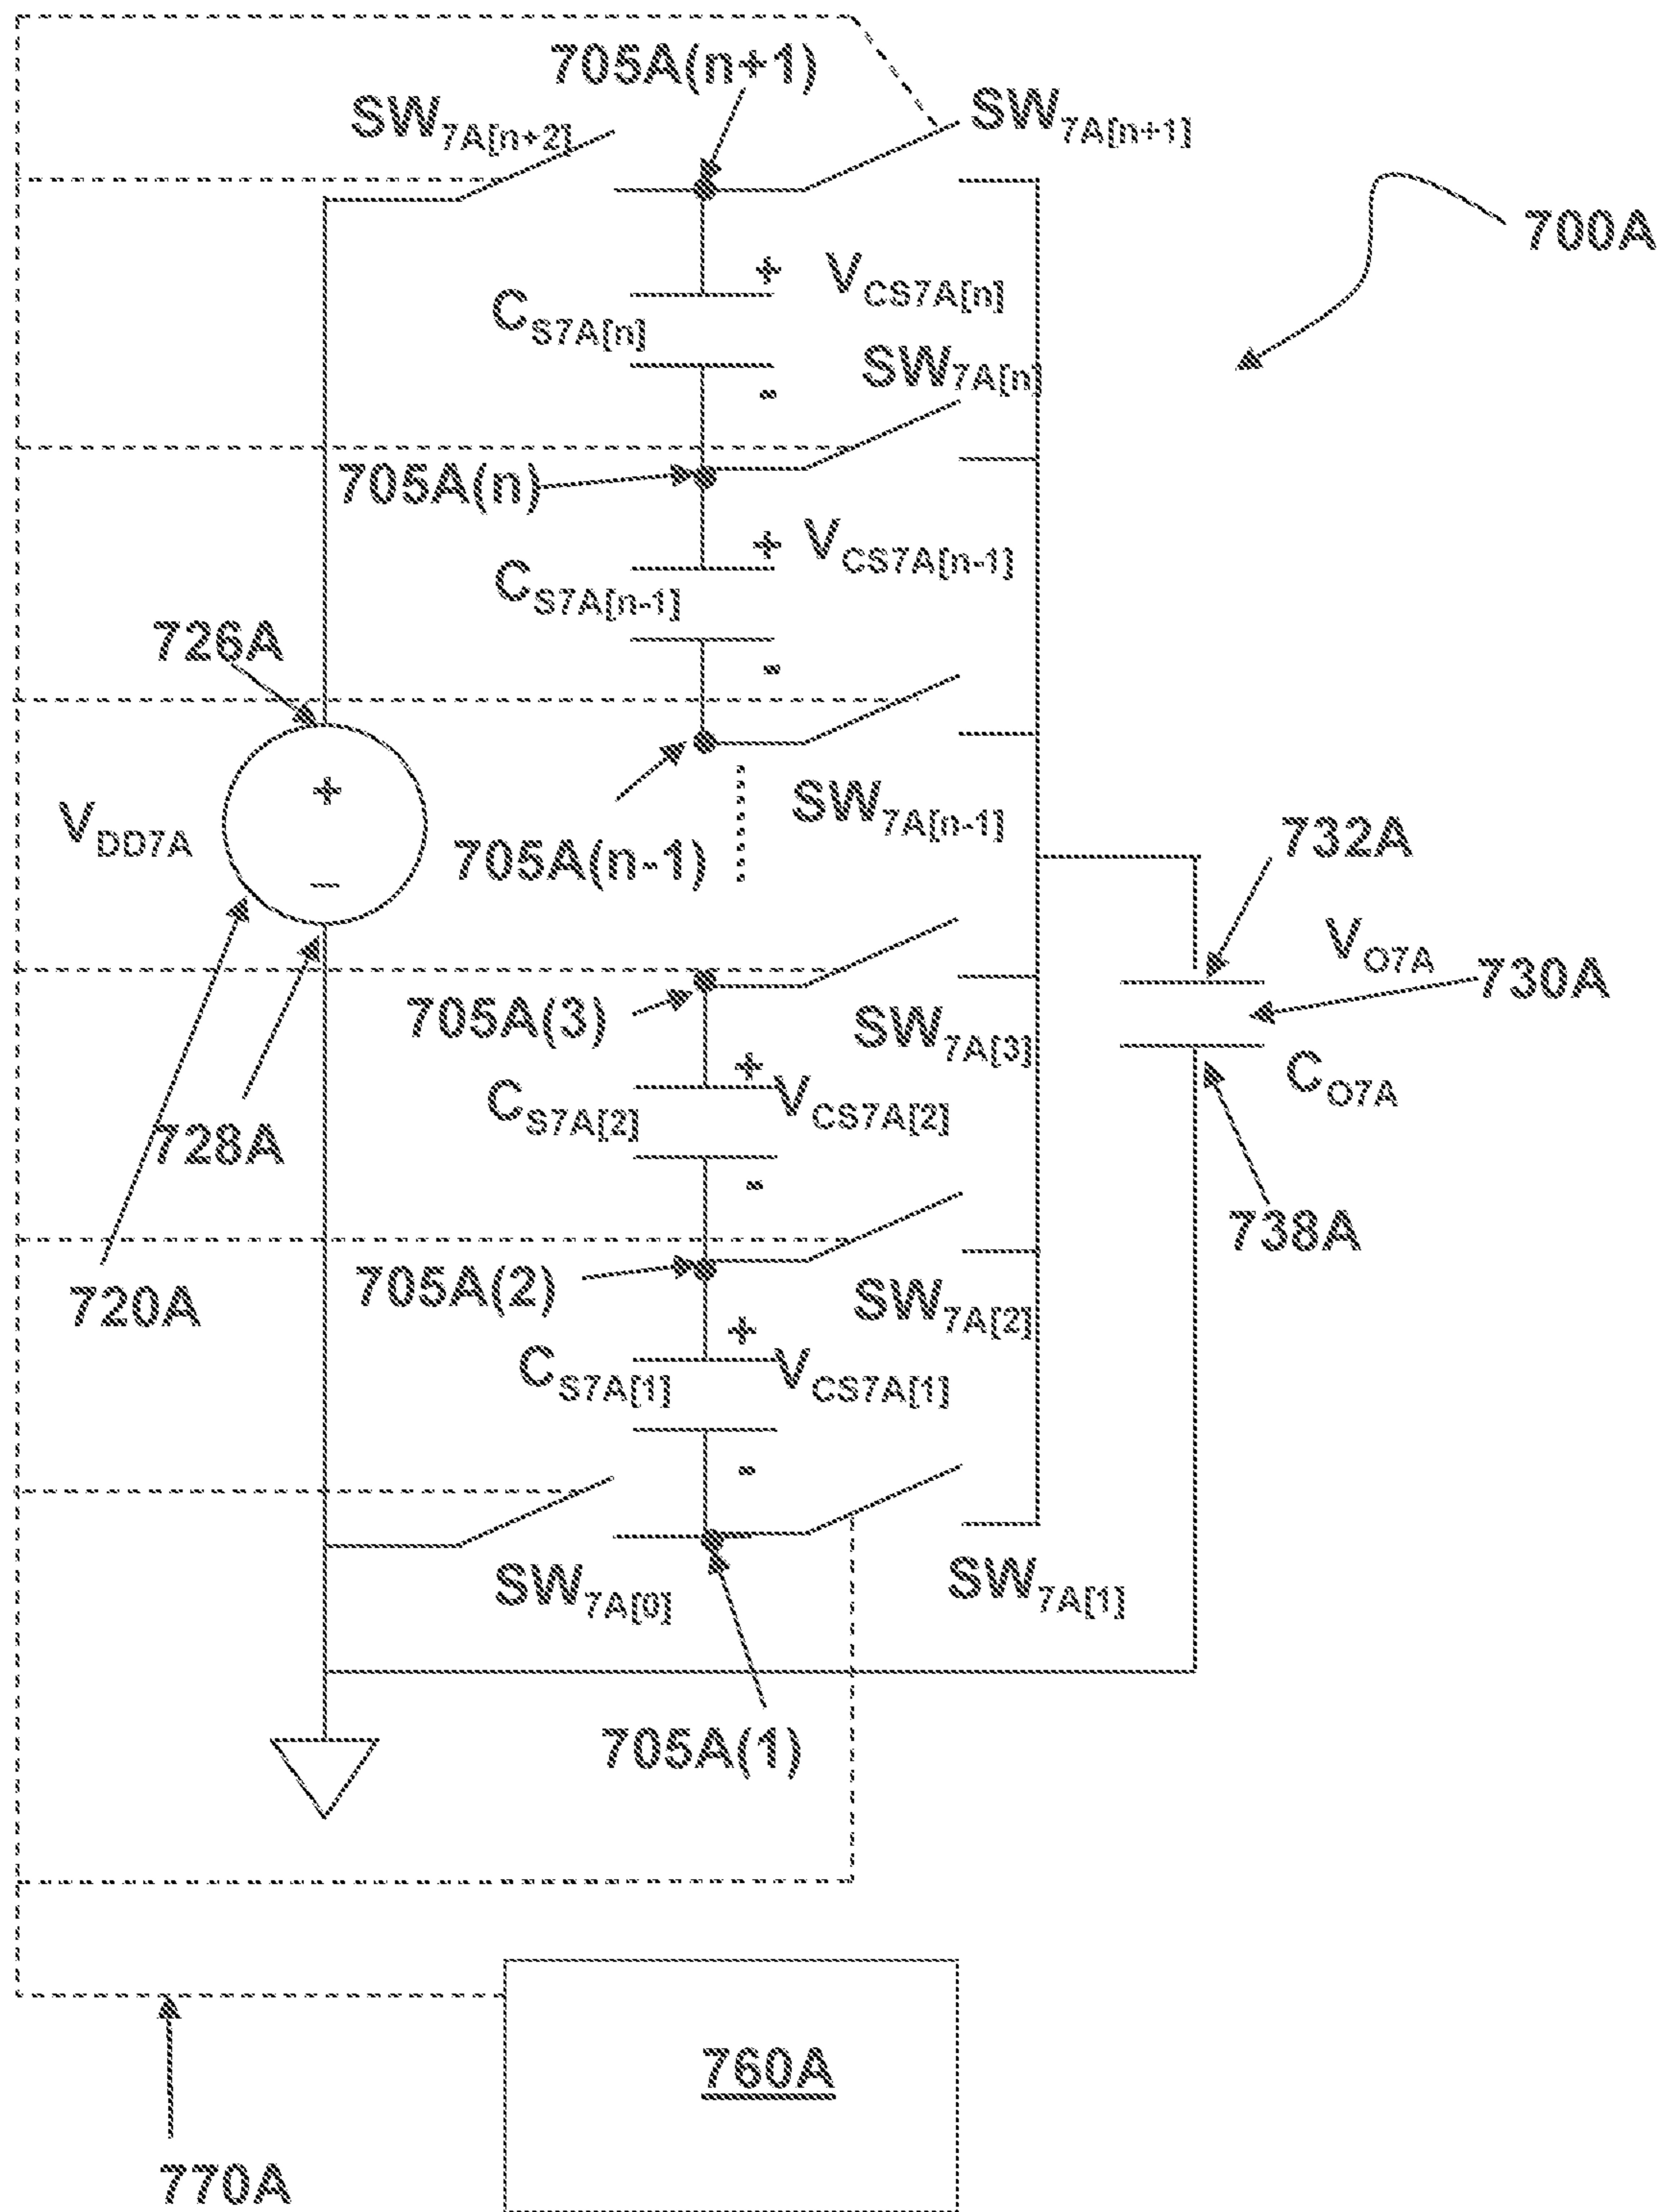 705A(n+1)
SW7A[n+2]
SW7A[n+1]
700A
+
VCS7A[n]
CS7A[n]
SW7A[n]
-
705A(n)
+
VCS7A[n-1]
CS7A[n-1]
726A
-
+
VDD7A
SW7A[n-1]
705A(n-1)
–
732A
VO7A
730A
705A(3)
SW7A[3]
+
CS7A[2]
VCS7A[2]
CO7A
728A
-
738A
720A
705A(2)
SW7A[2]
+
CS7A[1]
VCS7A[1]
-
SW7A[0]
SW7A[1]
705A(1)
760A
770A